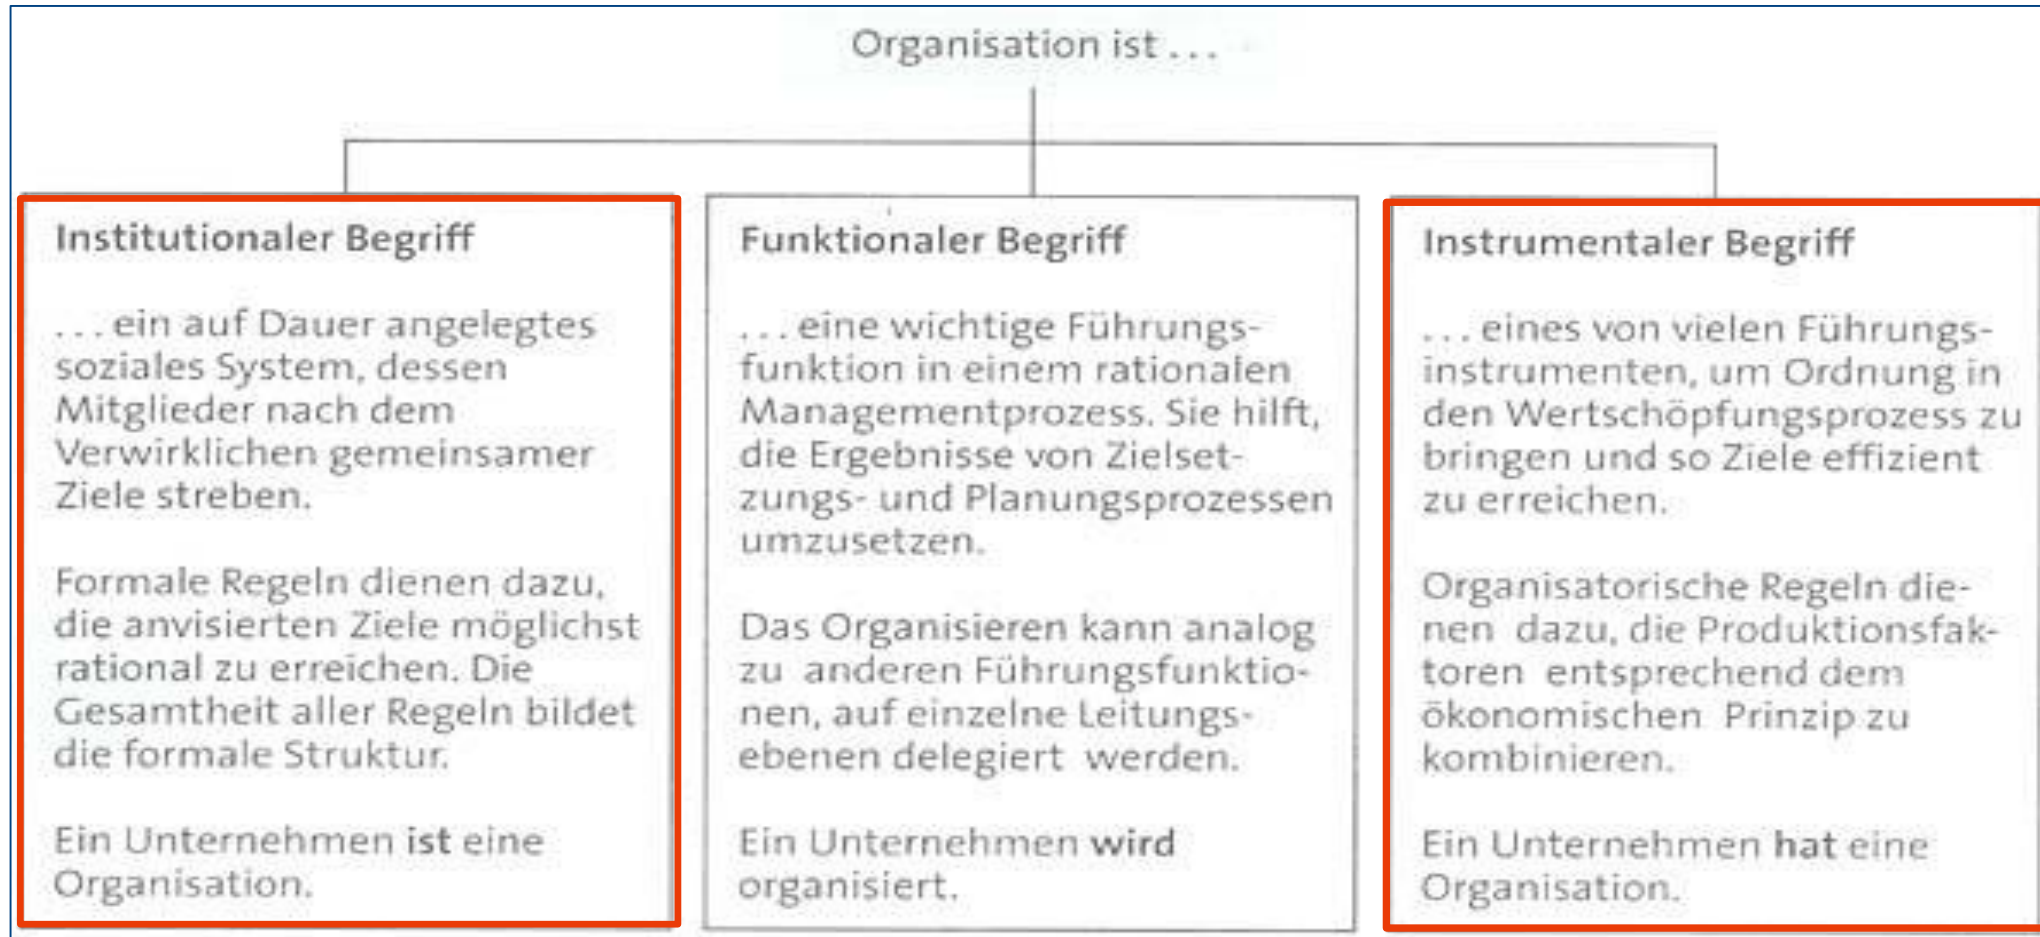 Organisation ist ...
Institutionaler Begriff
... ein auf Dauer angelegtes
soziales System, dessen
Mitglieder nach dem
Verwirklichen gemeinsamer
Ziele streben.
Formale Regeln dienen dazu,
die anvisierten Ziele möglichst
rational zu erreichen. Die
Gesamtheit aller Regeln bildet
die formale Struktur.
Ein Unternehmen ist eine
Organisation.
Funktionaler Begriff
... eine wichtige Führungs-
funktion in einem rationalen
Managementprozess. Sie hilft,
die Ergebnisse von Zielset-
zungs- und Planungsprozessen
umzusetzen.
Das Organisieren kann analog
zu anderen Führungsfunktio-
nen, auf einzelne Leitungs-
ebenen delegiert werden.
Ein Unternehmen wird
organisiert.
Instrumentaler Begriff
... eines von vielen Führungs-
instrumenten, um Ordnung in
den Wertschöpfungsprozess zu
bringen und so Ziele effizient
zu erreichen.
Organisatorische Regeln die-
nen dazu, die Produktionsfak-
toren entsprechend dem
ökonomischen Prinzip zu
kombinieren.
Ein Unternehmen hat eine
Organisation.